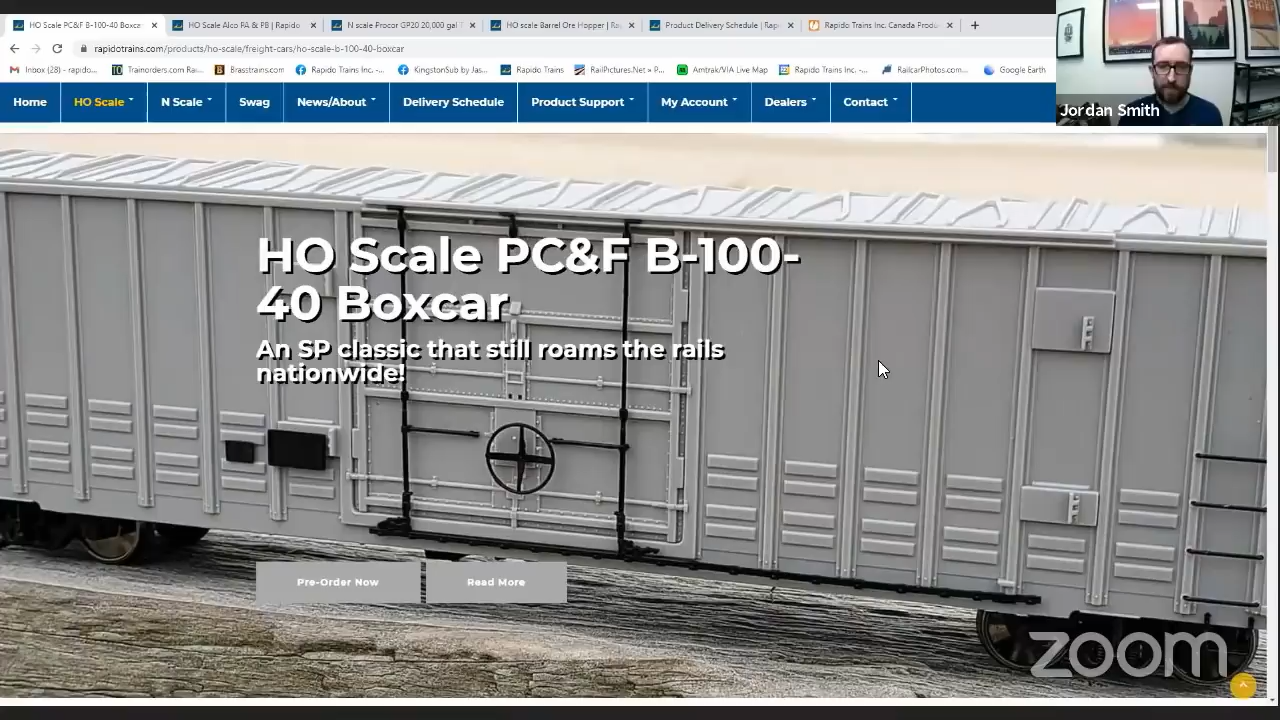 HO Scale PC&F B-100-40 Boxca
HO Scale Alco PA & PB | Rapido
N scale Procor GP20 20,000 gal T
HO scale Barrel Ore Hopper | Ra
Product Delivery Schedule | Rap
Rapido Trains Inc. Canada Produ
rapidotrains.com/products/ho-scale/freight-cars/ho-scale-b-100-40-boxcar
Inbox (28) - rapido...
Trainorders.com Rai...
Brasstrains.com
Rapido Trains Inc. -...
KingstonSub by Jas...
Rapido Trains
RailPictures.Net » P...
Amtrak/VIA Live Map
Rapido Trains Inc. -...
RailcarPhotos.com...
Google Earth
Home
HO Scale
N Scale
Swag
News/About
Delivery Schedule
Product Support
My Account
Dealers
Contact
Jordan Smith
HO Scale PC&F B-100-
40 Boxcar
An SP classic that still roams the rails
nationwide!
Pre-Order Now
Read More
zoom